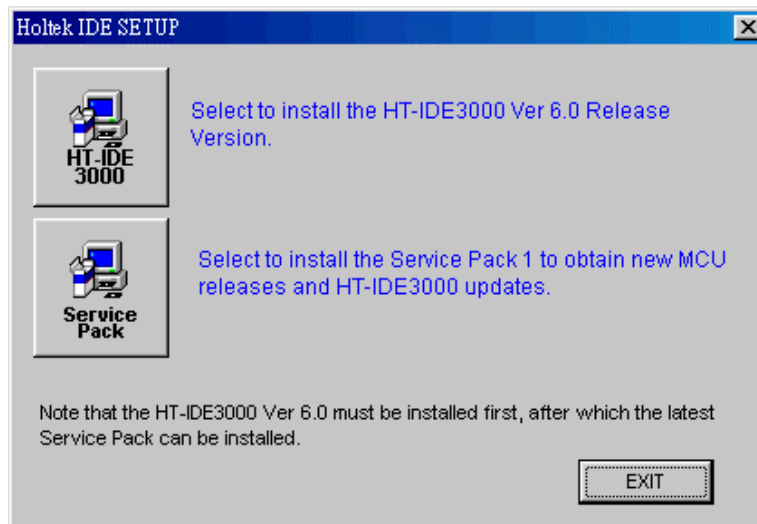 Holtek IDE SETUP
HT-IDE
3000
Select to install the HT-IDE3000 Ver 6.0 Release
Version.
Service
Pack
Select to install the Service Pack 1 to obtain new MCU
releases and HT-IDE3000 updates.
Note that the HT-IDE3000 Ver 6.0 must be installed first, after which the latest
Service Pack can be installed.
EXIT